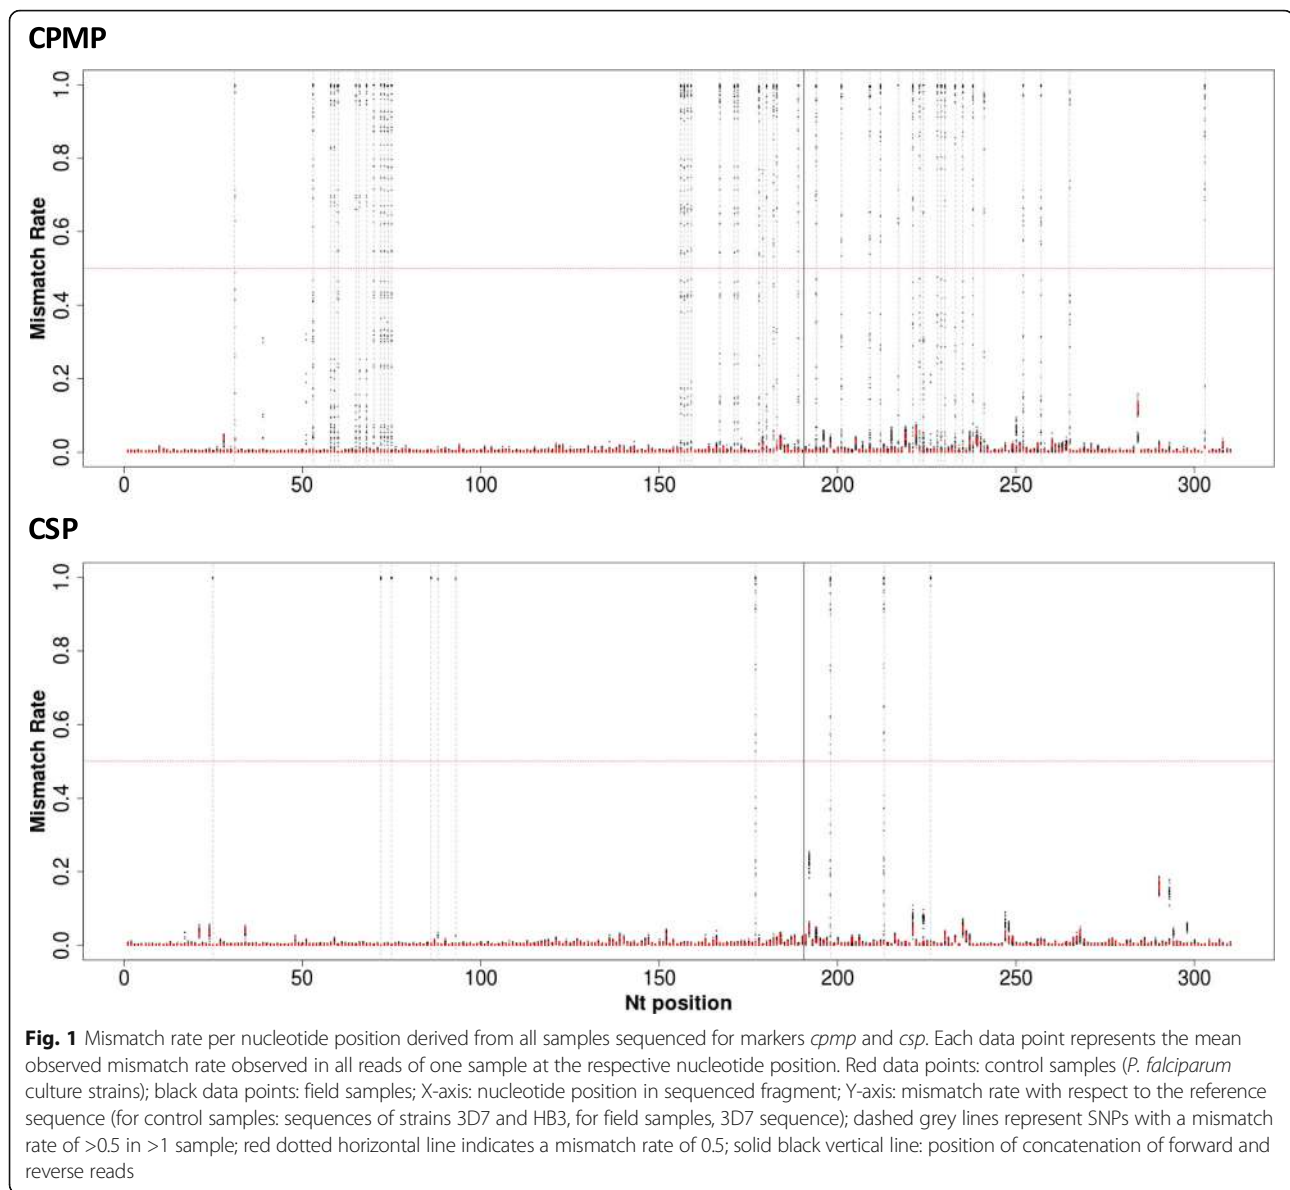 CPMP
1.0
0.8
0.6
0.4
0.2
0.0
Mismatch Rate
0 50 100 150 200 250 300
CSP
1.0
0.8
0.6
0.4
0.2
0.0
Mismatch Rate
0 50 100 150 200 250 300
Nt position
Fig. 1 Mismatch rate per nucleotide position derived from all samples sequenced for markers cpmp and csp. Each data point represents the mean
observed mismatch rate observed in all reads of one sample at the respective nucleotide position. Red data points: control samples (P. falciparum
culture strains); black data points: field samples; X-axis: nucleotide position in sequenced fragment; Y-axis: mismatch rate with respect to the reference
sequence (for control samples: sequences of strains 3D7 and HB3, for field samples, 3D7 sequence); dashed grey lines represent SNPs with a mismatch
rate of >0.5 in >1 sample; red dotted horizontal line indicates a mismatch rate of 0.5; solid black vertical line: position of concatenation of forward and
reverse reads